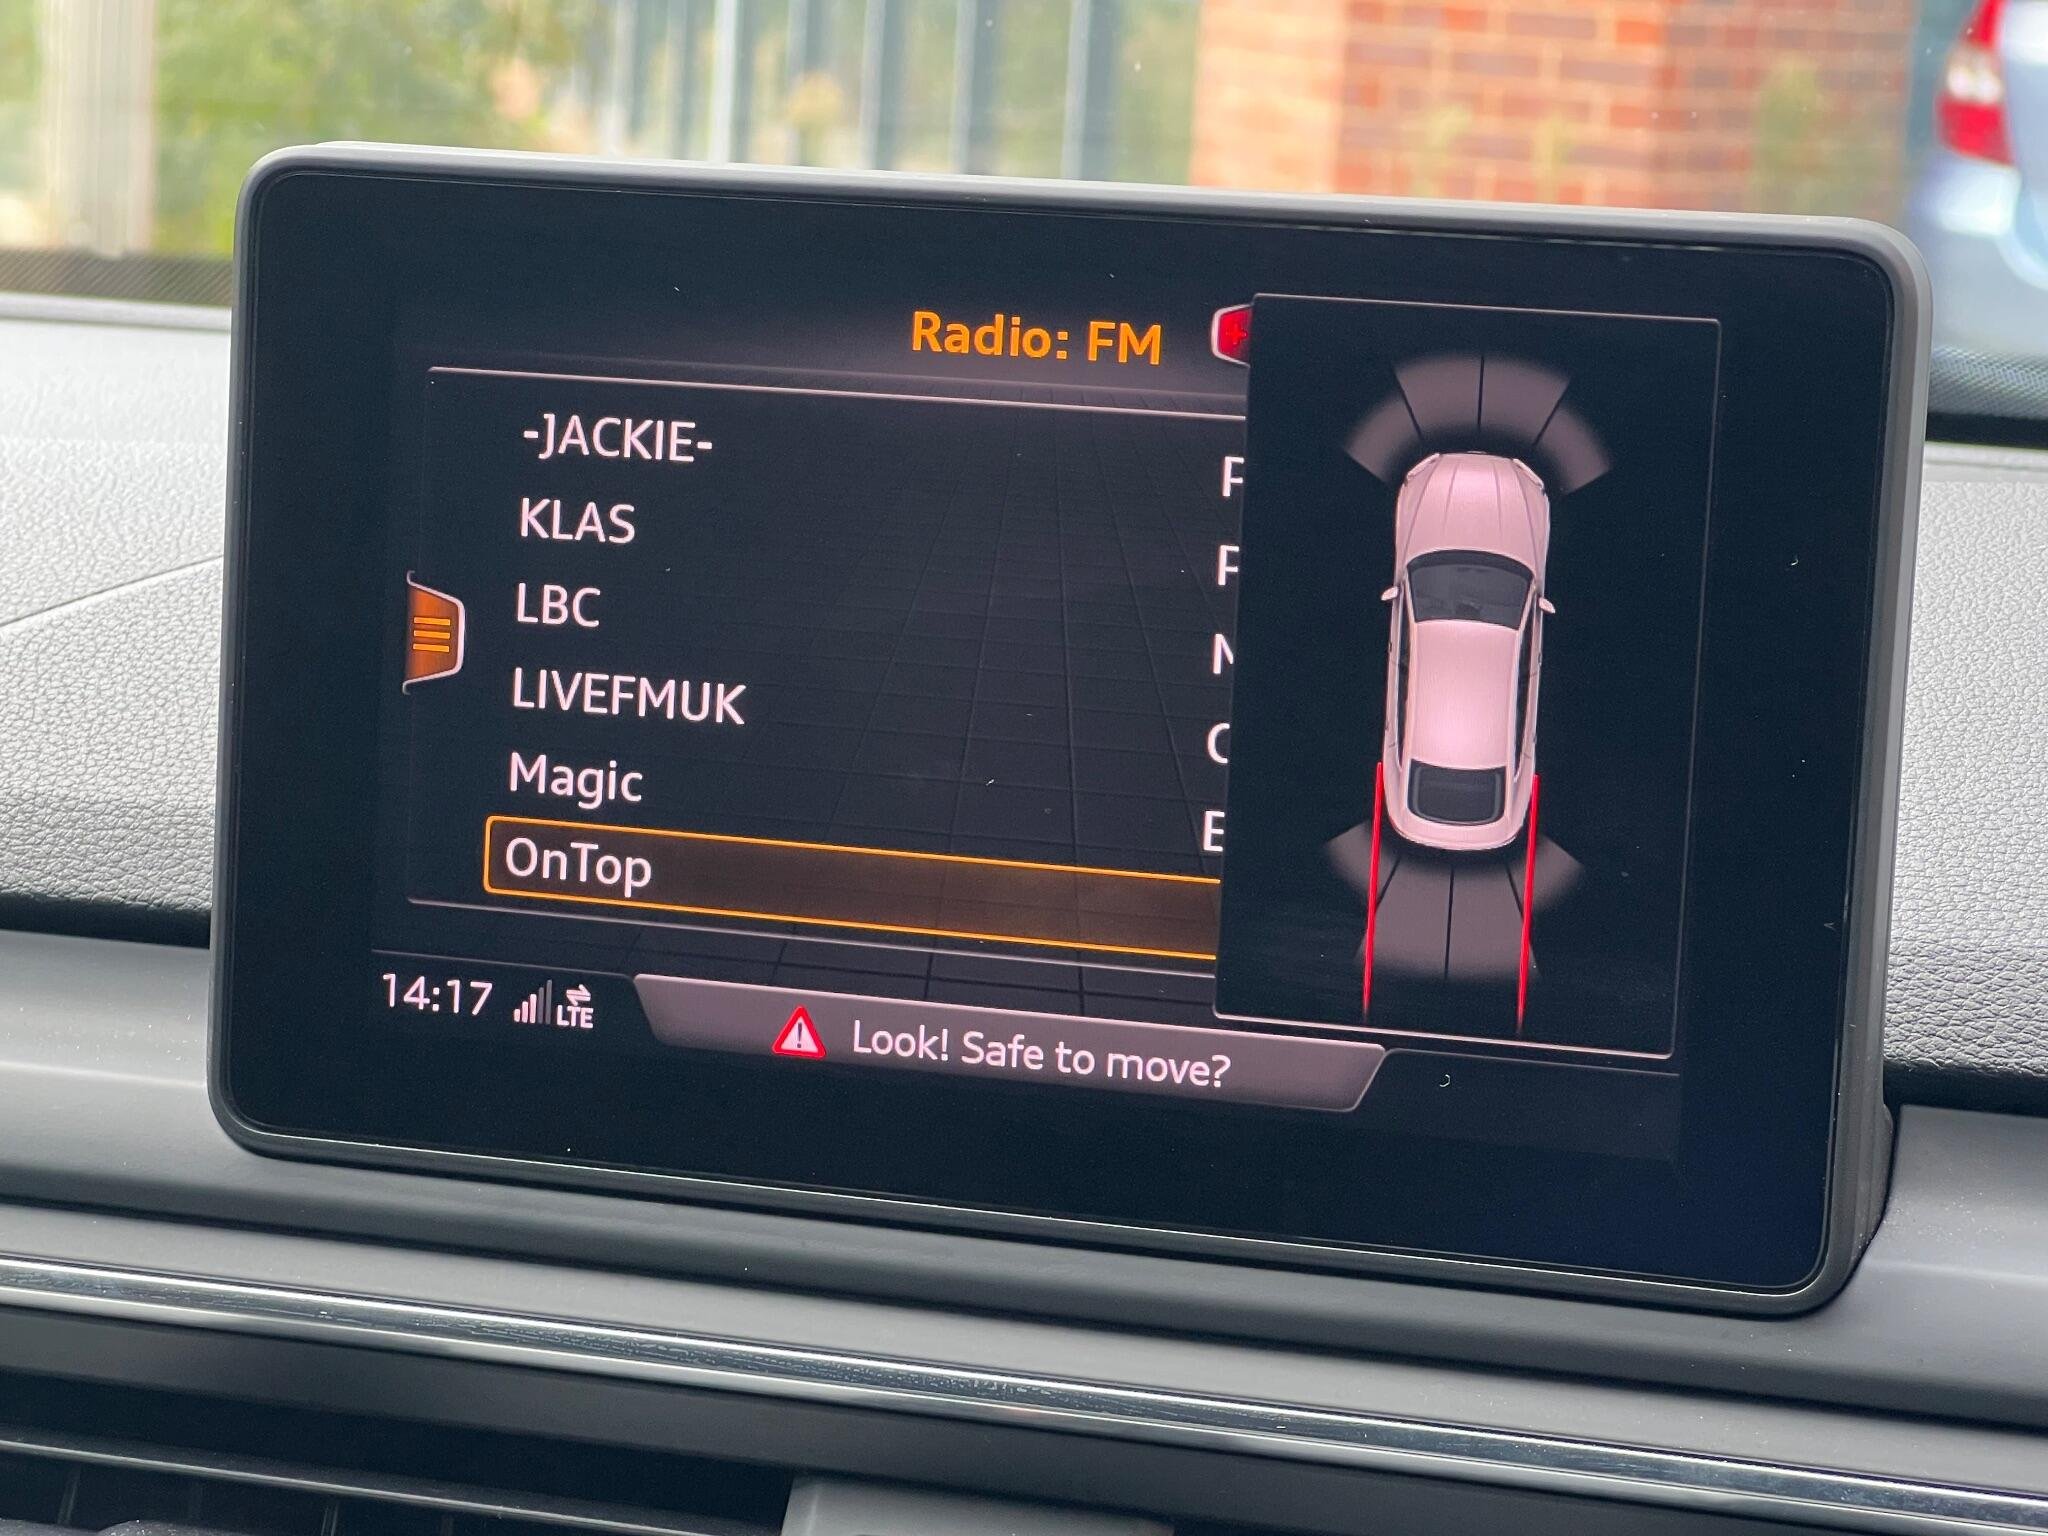 Radio: FM
-JACKIE-
KLAS
LBC
LIVEFMUK
Magic
OnTop
14:17 LTE
Look! Safe to move?